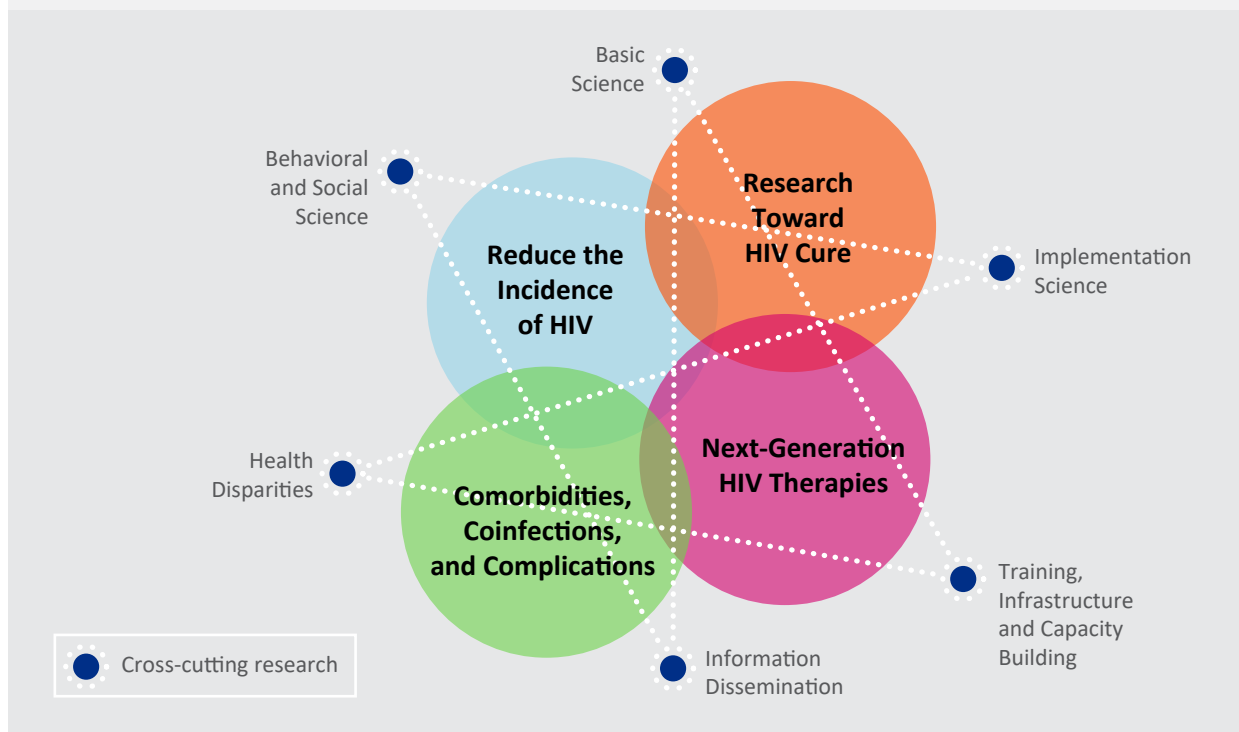 Basic
Science
Behavioral
and Social
Science
Research
Toward
HIV Cure
Reduce the
Incidence
of HIV
Implementation
Science
Health
Disparities
Next-Generation
HIV Therapies
Comorbidities,
Coinfections,
and Complications
Training,
Infrastructure
and Capacity
Building
Information
Dissemination
Cross-cutting research